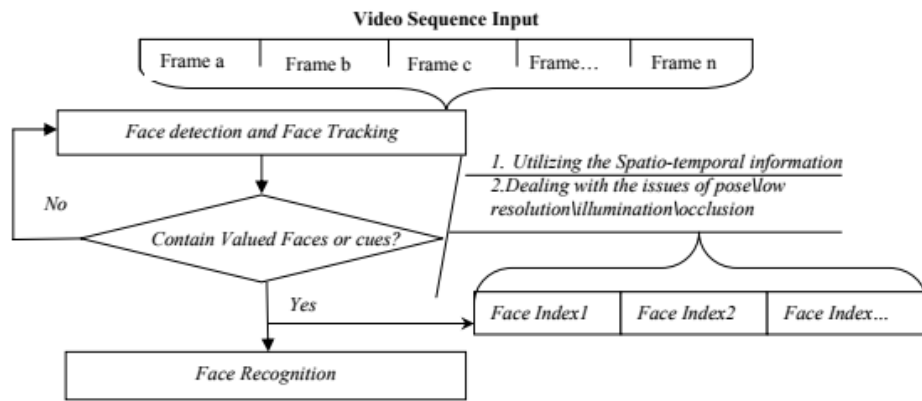 Video Sequence Input
Frame a
Frame b
Frame c
Frame…
Frame n
Face detection and Face Tracking
1. Utilizing the Spatio-temporal information
2.Dealing with the issues of pose\low
resolution\illumination\occlusion
No
Contain Valued Faces or cues?
Yes
Face Index1
Face Index2
Face Index…
Face Recognition